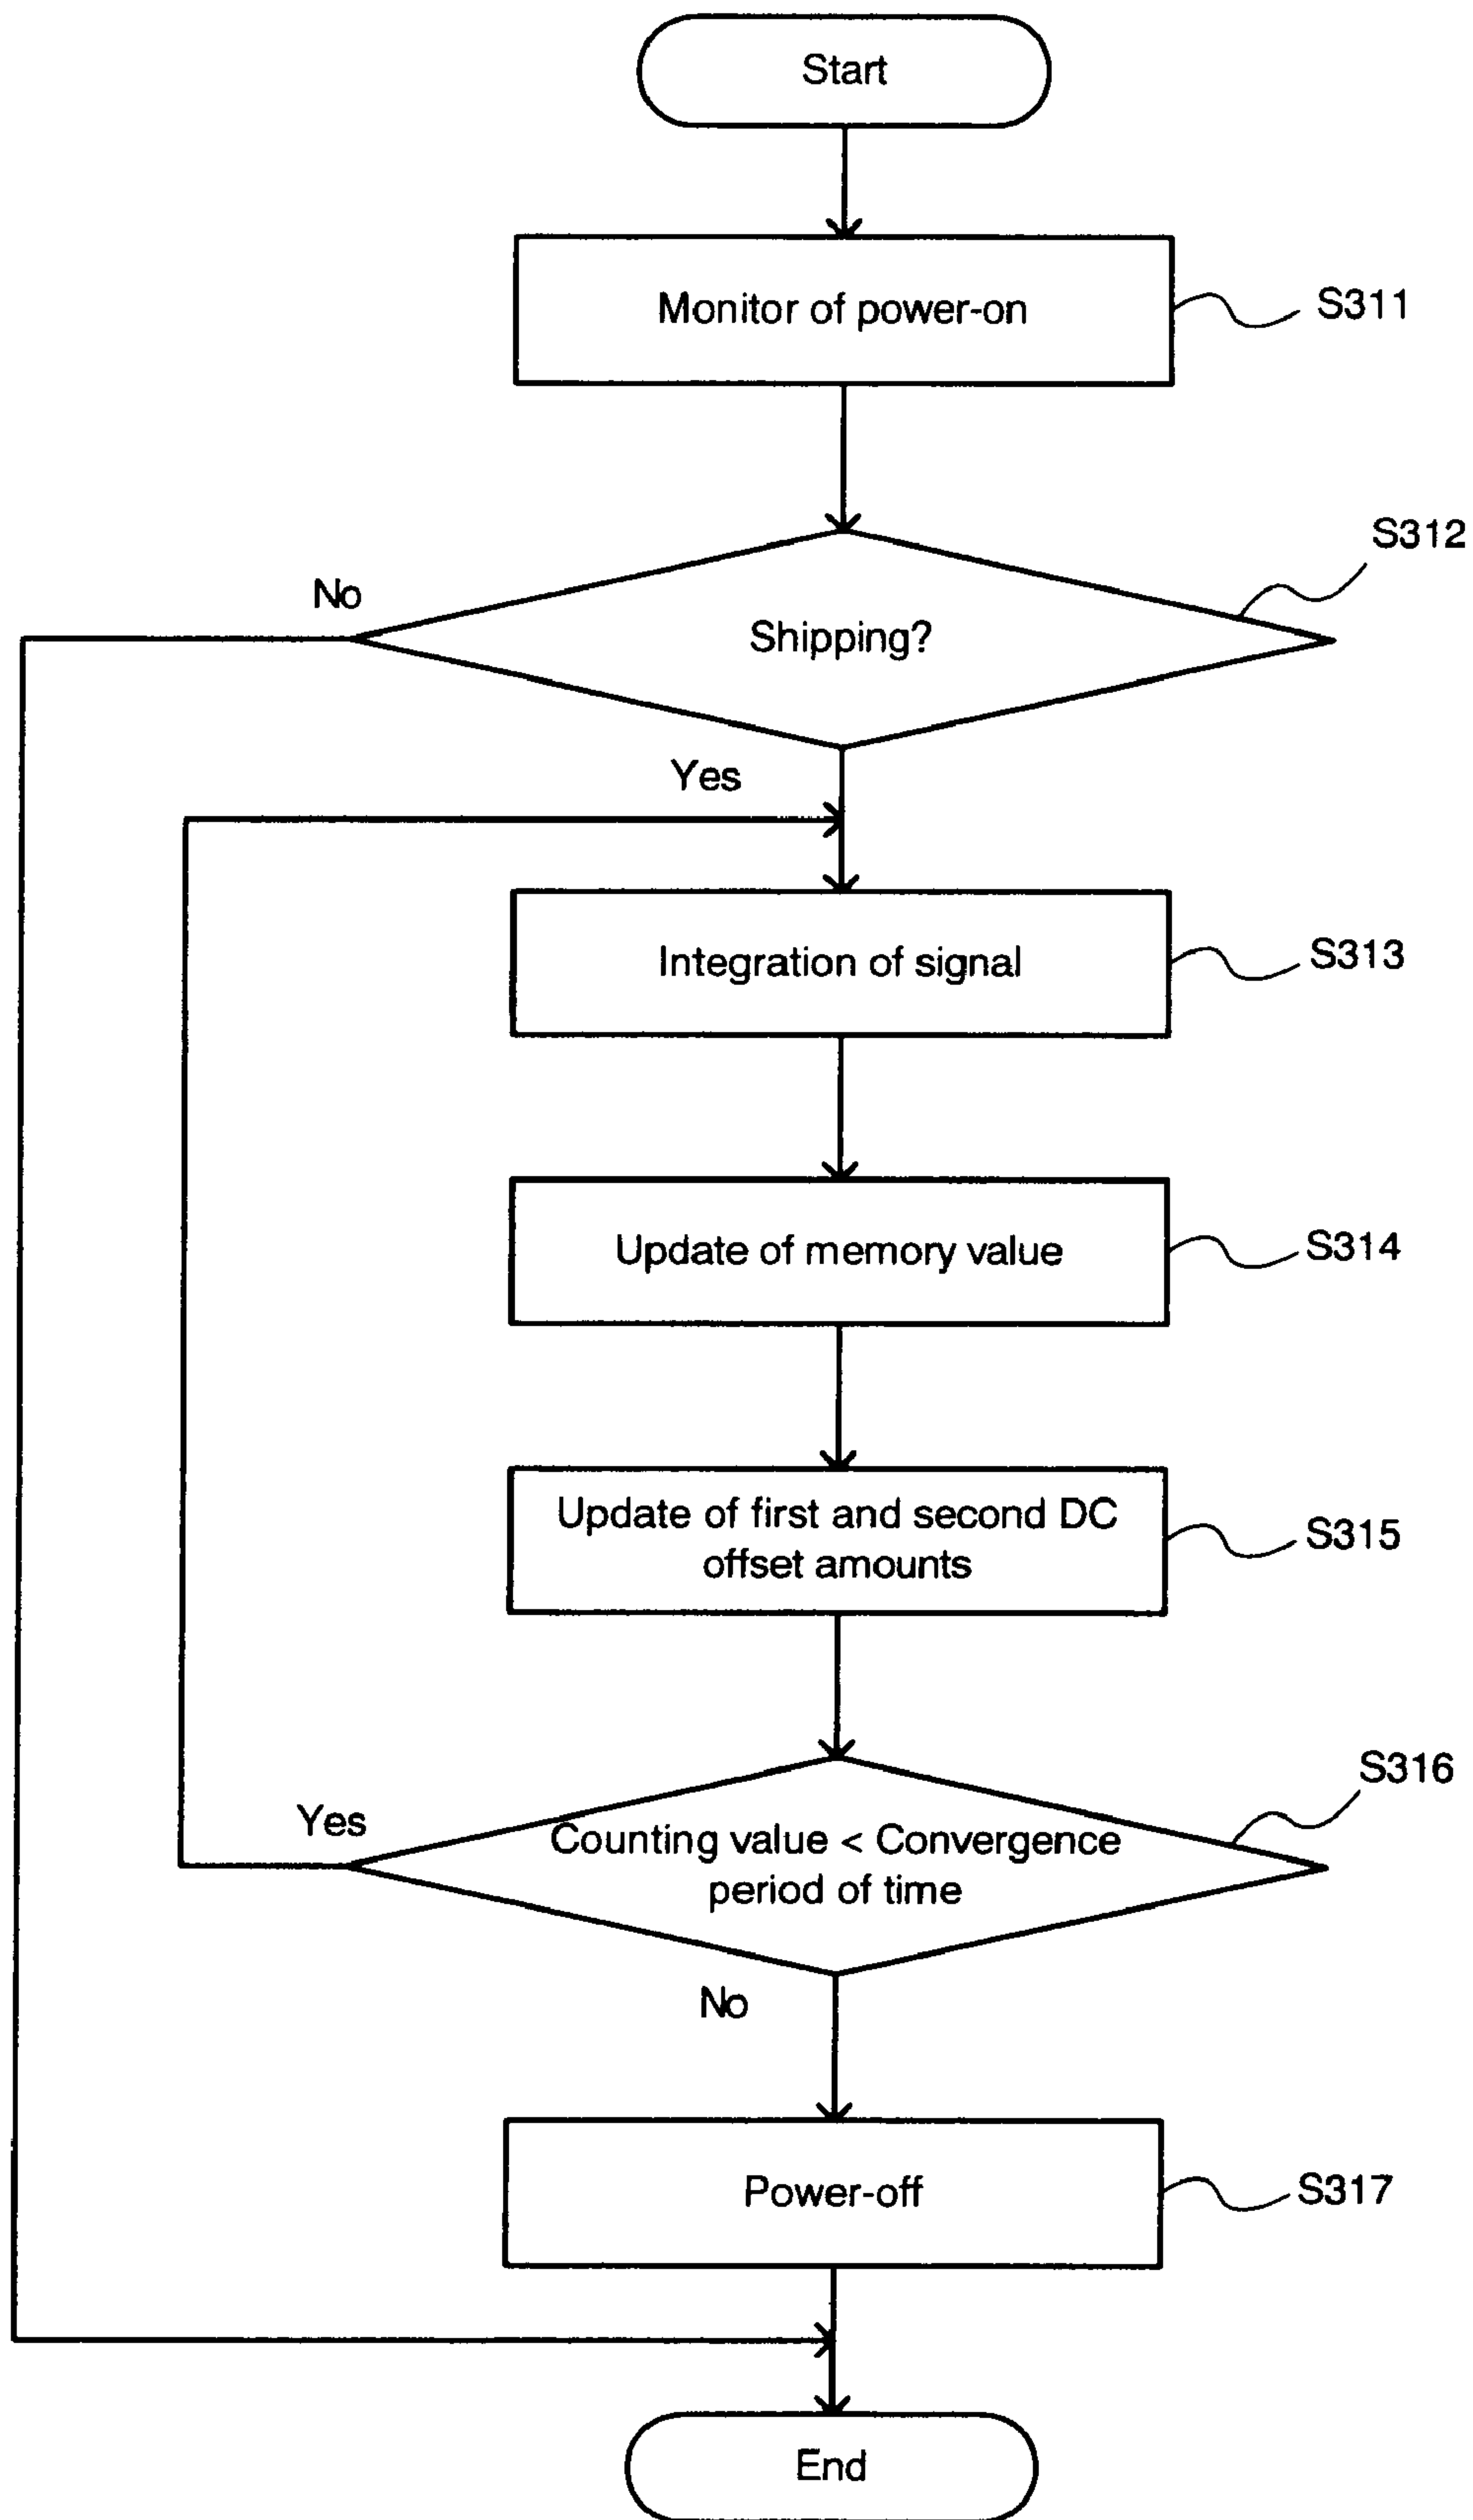 Start
Monitor of power-on
S311
S312
No
Shipping?
Yes
Integration of signal
S313
Update of memory value
S314
Update of first and second DC
offset amounts
S315
S316
Yes
Counting value < Convergence
period of time
No
Power-off
S317
End